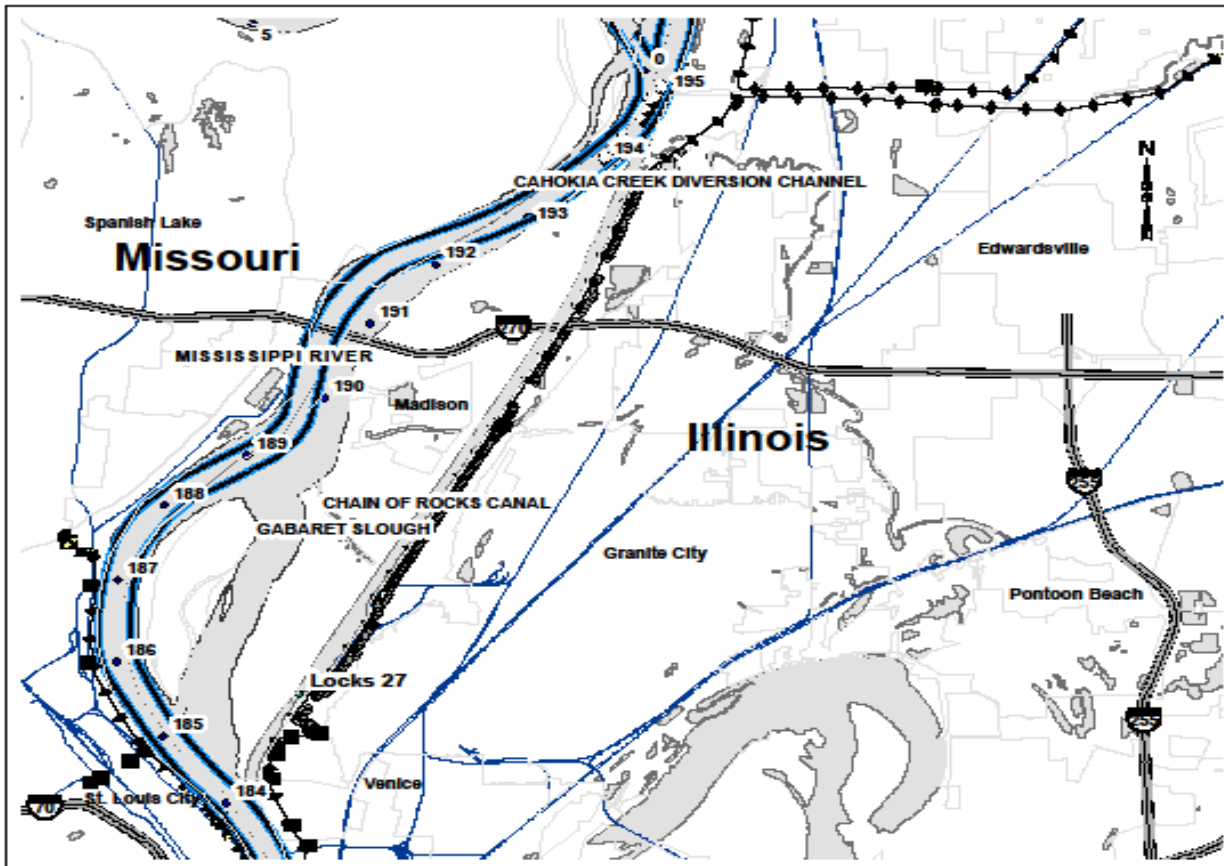 5
0
195
N
194
CAHOKIA CREEK DIVERSION CHANNEL
193
Spanish Lake
Missouri
192
Edwardsville
191
270
MISSISSIPPI RIVER
190
Madison
189
Illinois
255
188
CHAIN OF ROCKS CANAL
GABARET SLOUGH
Granite City
187
Pontoon Beach
186
Locks 27
185
255
Venice
184
St. Louis City
70